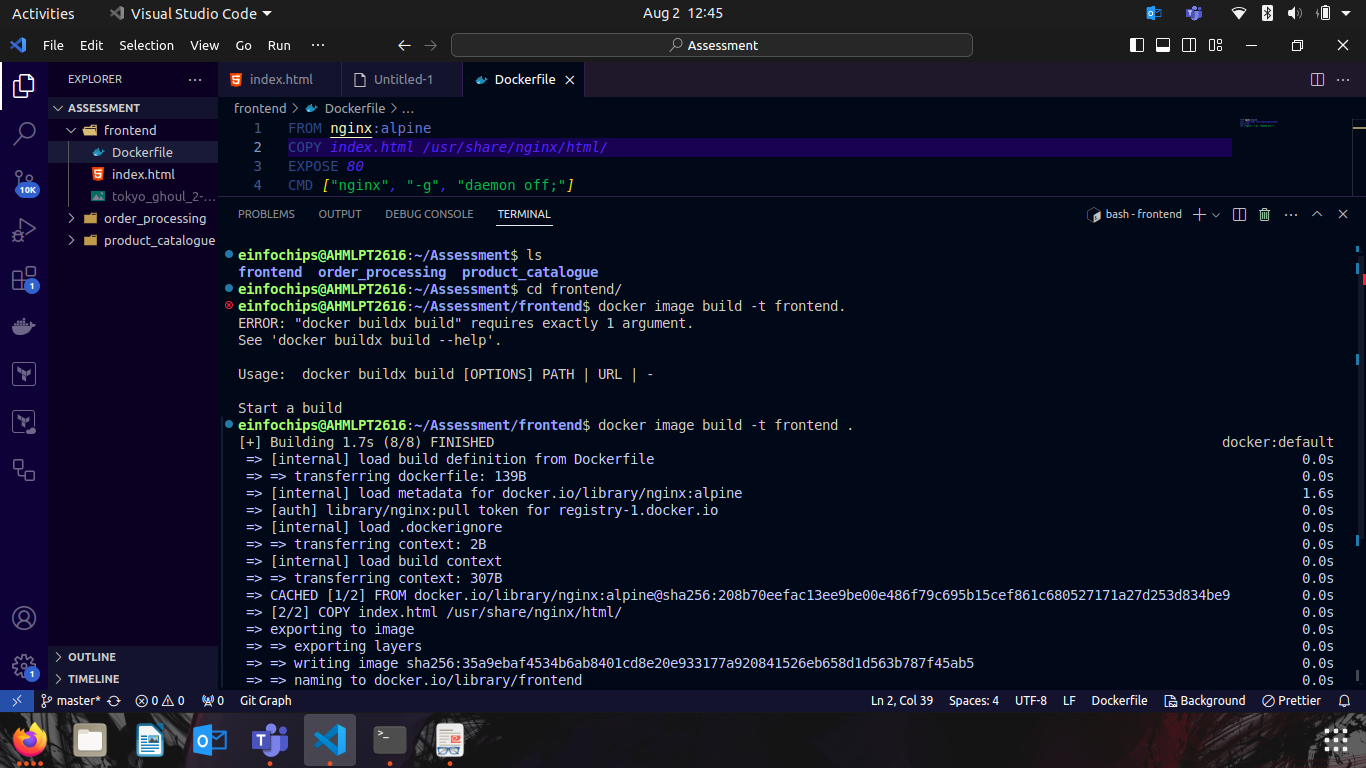 Activities Visual Studio Code Aug 2 12:45
File Edit Selection View Go Run ··· Assessment
EXPLORER ···
index.html Untitled-1 Dockerfile
ASSESSMENT
frontend
Dockerfile
index.html
tokyo_ghoul_2-...
order_processing
product_catalogue
10K
1
1
OUTLINE
TIMELINE
frontend > Dockerfile > ...
1 FROM nginx:alpine
2 COPY index.html /usr/share/nginx/html/
3 EXPOSE 80
4 CMD ["nginx", "-g", "daemon off;"]
PROBLEMS OUTPUT DEBUG CONSOLE TERMINAL bash - frontend
einfochips@AHMLPT2616:~/Assessment$ ls
frontend order_processing product_catalogue
einfochips@AHMLPT2616:~/Assessment$ cd frontend/
einfochips@AHMLPT2616:~/Assessment/frontend$ docker image build -t frontend.
ERROR: "docker buildx build" requires exactly 1 argument.
See 'docker buildx build --help'.
Usage:  docker buildx build [OPTIONS] PATH | URL | -
Start a build
einfochips@AHMLPT2616:~/Assessment/frontend$ docker image build -t frontend .
[+] Building 1.7s (8/8) FINISHED docker:default
=> [internal] load build definition from Dockerfile 0.0s
=> => transferring dockerfile: 139B 0.0s
=> [internal] load metadata for docker.io/library/nginx:alpine 1.6s
=> [auth] library/nginx:pull token for registry-1.docker.io 0.0s
=> [internal] load .dockerignore 0.0s
=> => transferring context: 2B 0.0s
=> [internal] load build context 0.0s
=> => transferring context: 307B 0.0s
=> CACHED [1/2] FROM docker.io/library/nginx:alpine@sha256:208b70eefac13ee9be00e486f79c695b15cef861c680527171a27d253d834be9 0.0s
=> [2/2] COPY index.html /usr/share/nginx/html/ 0.0s
=> exporting to image 0.0s
=> => exporting layers 0.0s
=> => writing image sha256:35a9ebaf4534b6ab8401cd8e20e933177a920841526eb658d1d563b787f45ab5 0.0s
=> => naming to docker.io/library/frontend 0.0s
master* 0 0 0 Git Graph Ln 2, Col 39 Spaces: 4 UTF-8 LF Dockerfile Background Prettier